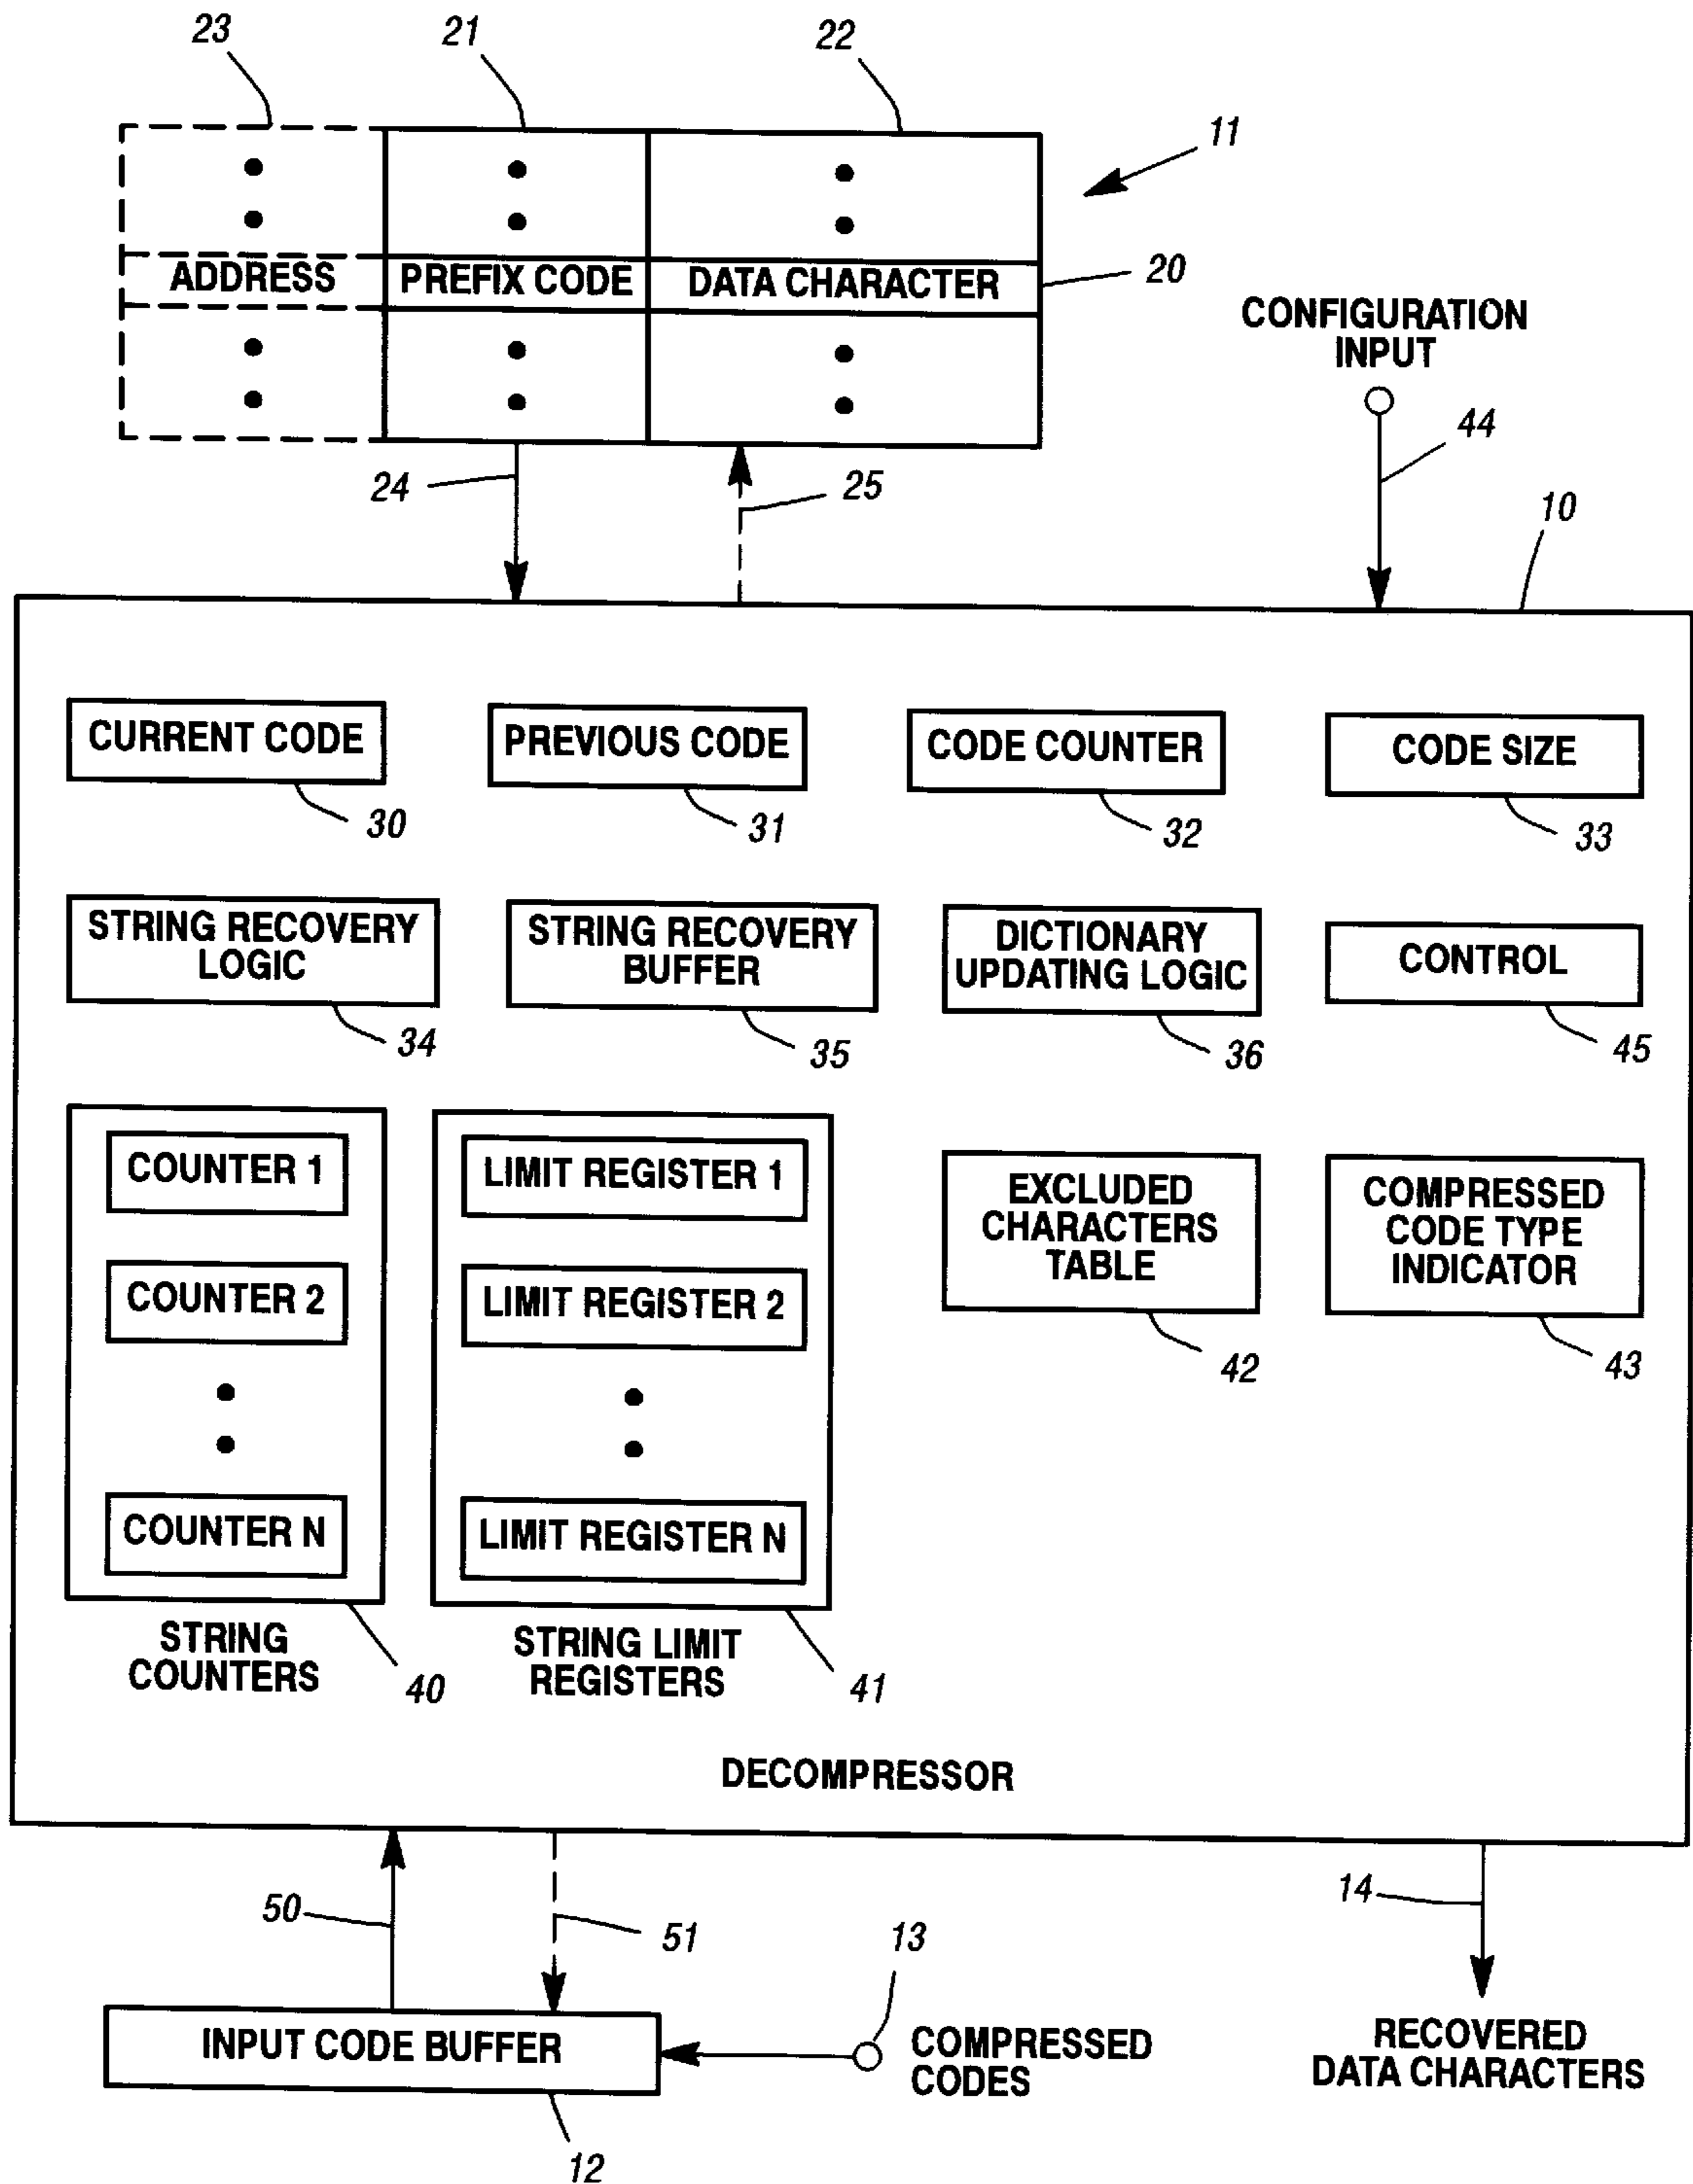 23
21
22
11
ADDRESS
PREFIX CODE
DATA CHARACTER
20
CONFIGURATION
INPUT
24
25
44
10
CURRENT CODE
PREVIOUS CODE
CODE COUNTER
CODE SIZE
30
31
32
33
STRING RECOVERY
LOGIC
STRING RECOVERY
BUFFER
DICTIONARY
UPDATING LOGIC
CONTROL
34
35
36
45
COUNTER 1
COUNTER 2
COUNTER N
LIMIT REGISTER 1
LIMIT REGISTER 2
LIMIT REGISTER N
EXCLUDED
CHARACTERS
TABLE
COMPRESSED
CODE TYPE
INDICATOR
42
43
STRING
COUNTERS
40
STRING LIMIT
REGISTERS
41
DECOMPRESSOR
50
51
13
14
INPUT CODE BUFFER
COMPRESSED
CODES
RECOVERED
DATA CHARACTERS
12